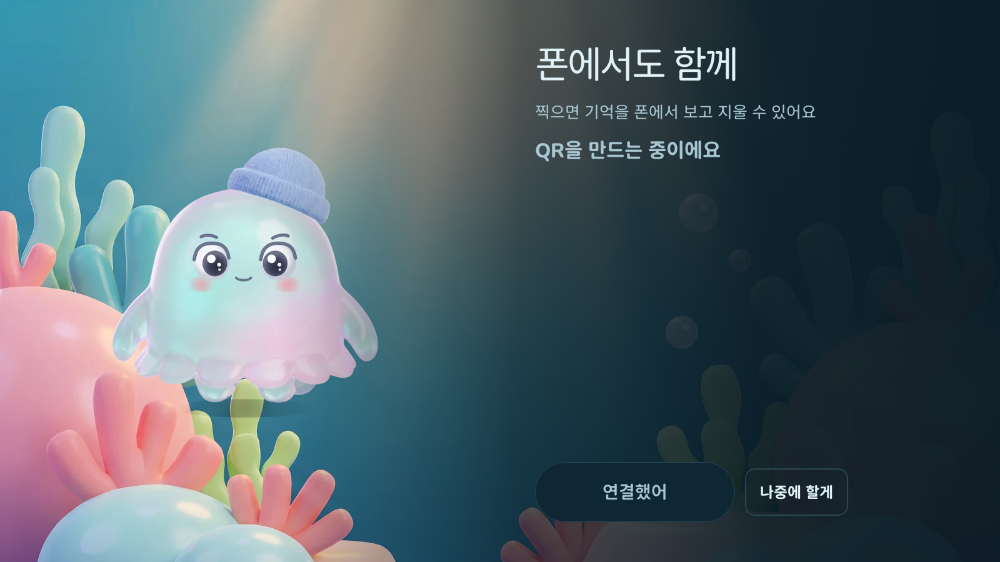 폰에서도 함께
찍으면 기억을 폰에서 보고 지울 수 있어요
QR을 만드는 중이에요
연결했어
나중에 할게